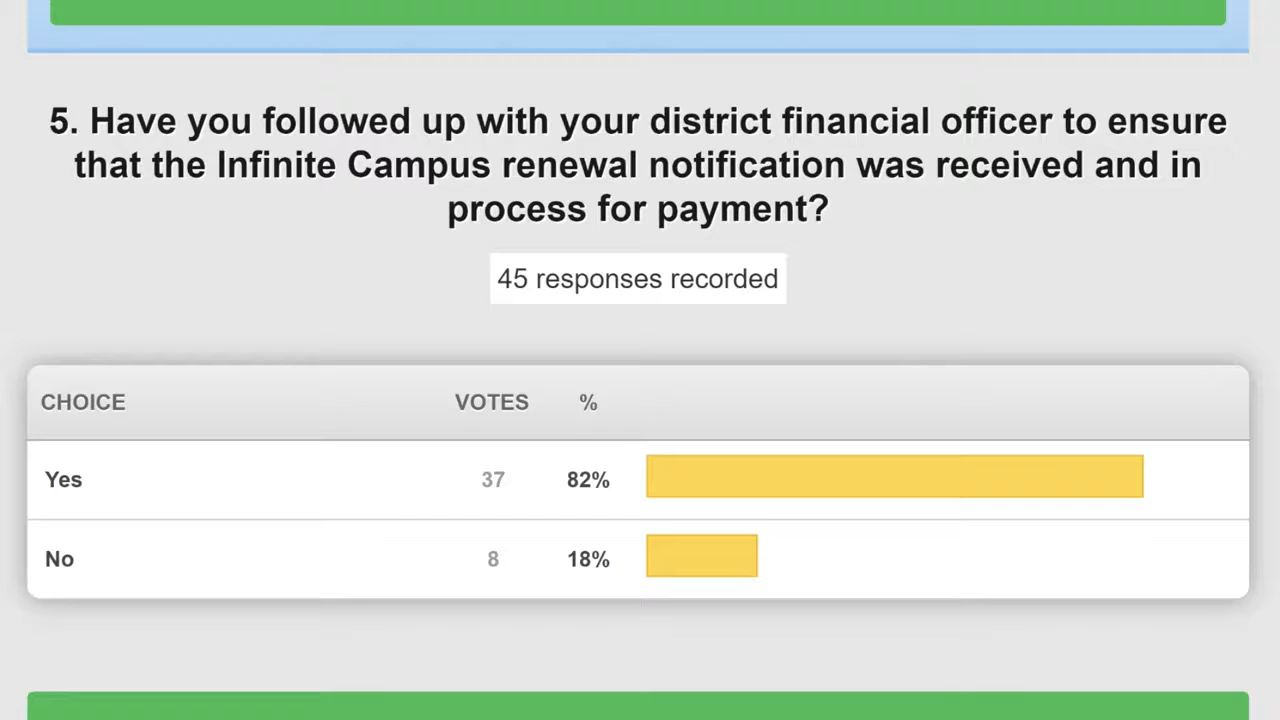 5. Have you followed up with your district financial officer to ensure
that the Infinite Campus renewal notification was received and in
process for payment?
45 responses recorded
CHOICE VOTES %
Yes 37 82%
No 8 18%